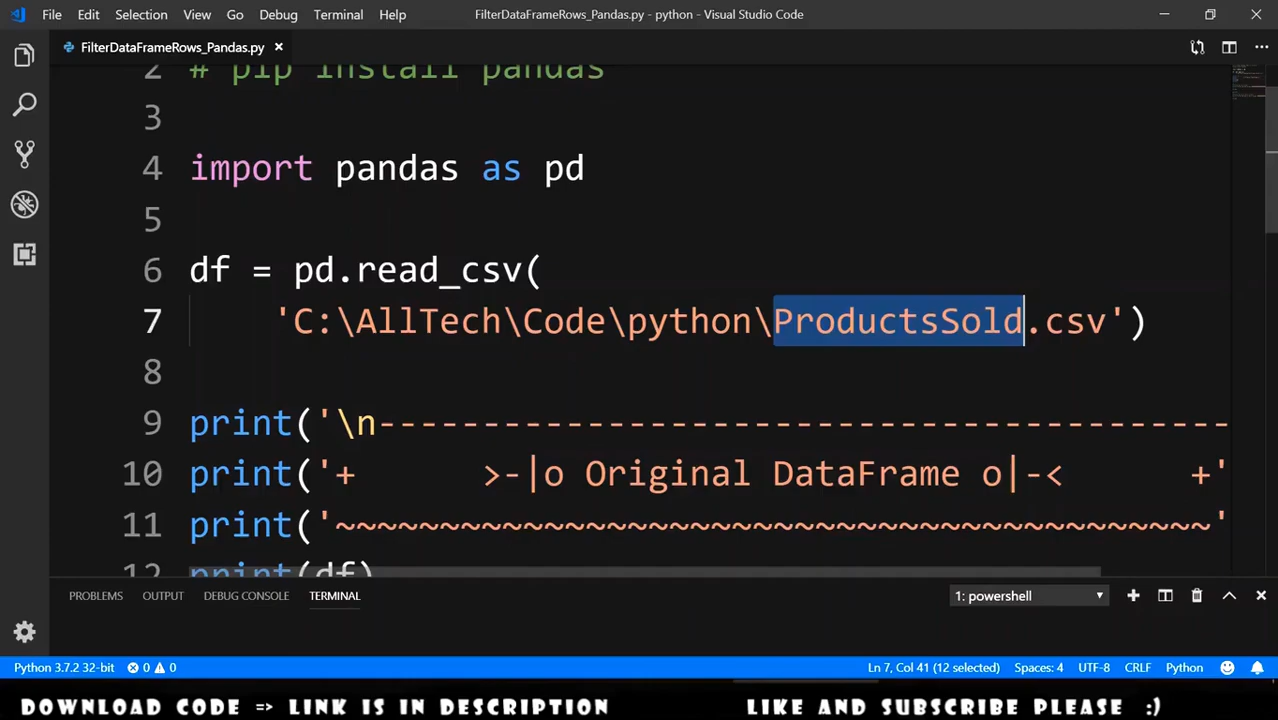 File Edit Selection View Go Debug Terminal Help FilterDataFrameRows_Pandas.py - python - Visual Studio Code
FilterDataFrameRows_Pandas.py
2 # pip install pandas
3
4 import pandas as pd
5
6 df = pd.read_csv(
7 'C:\AllTech\Code\python\ProductsSold.csv')
8
9 print('\n-----------------------------------------
10 print('+ >-|o Original DataFrame o|-< +'
11 print('~~~~~~~~~~~~~~~~~~~~~~~~~~~~~~~~~~~~~~~~~~'
12 print(df)
PROBLEMS OUTPUT DEBUG CONSOLE TERMINAL 1: powershell
Python 3.7.2 32-bit 0 0 Ln 7, Col 41 (12 selected) Spaces: 4 UTF-8 CRLF Python
DOWNLOAD CODE => LINK IS IN DESCRIPTION LIKE AND SUBSCRIBE PLEASE :)